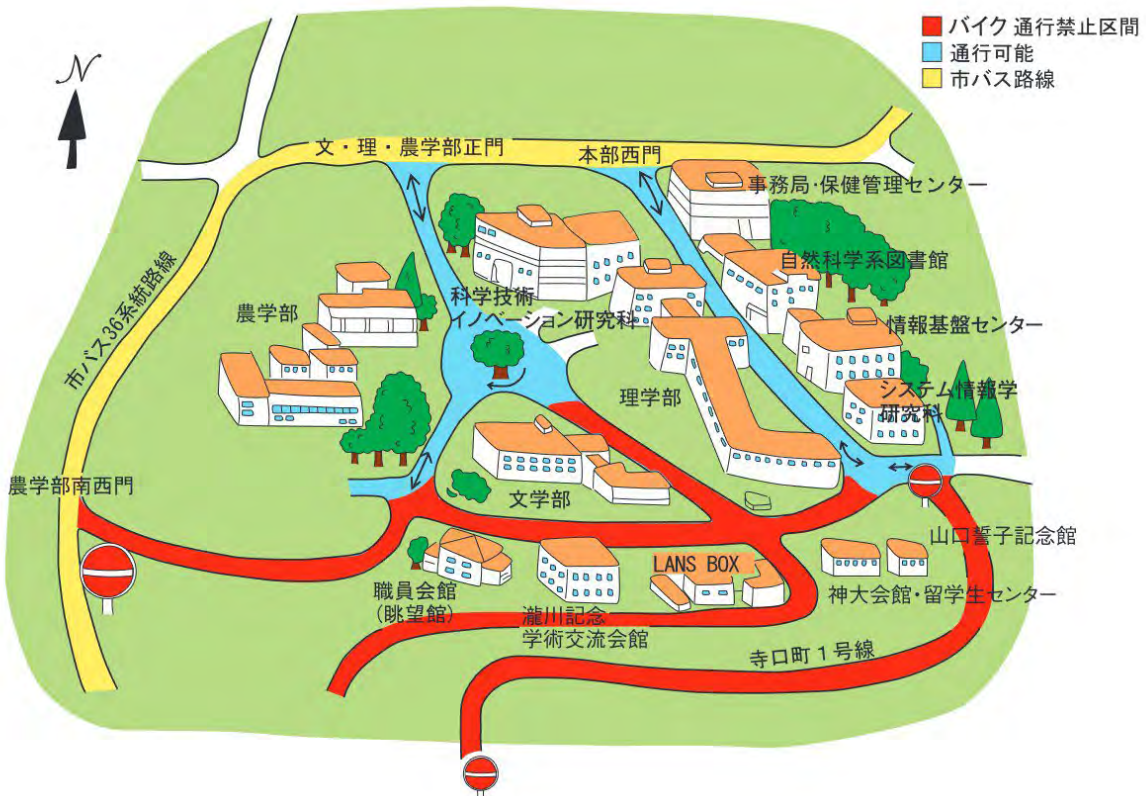 バイク 通行禁止区間
通行可能
市バス路線
N
文・理・農学部正門
本部西門
事務局・保健管理センター
自然科学系図書館
市バス36系統路線
農学部
科学技術
イノベーション研究科
情報基盤センター
理学部
システム情報学
研究科
農学部南西門
文学部
山口誓子記念館
LANS BOX
職員会館
(眺望館)
瀧川記念
学術交流会館
神大会館・留学生センター
寺口町1号線